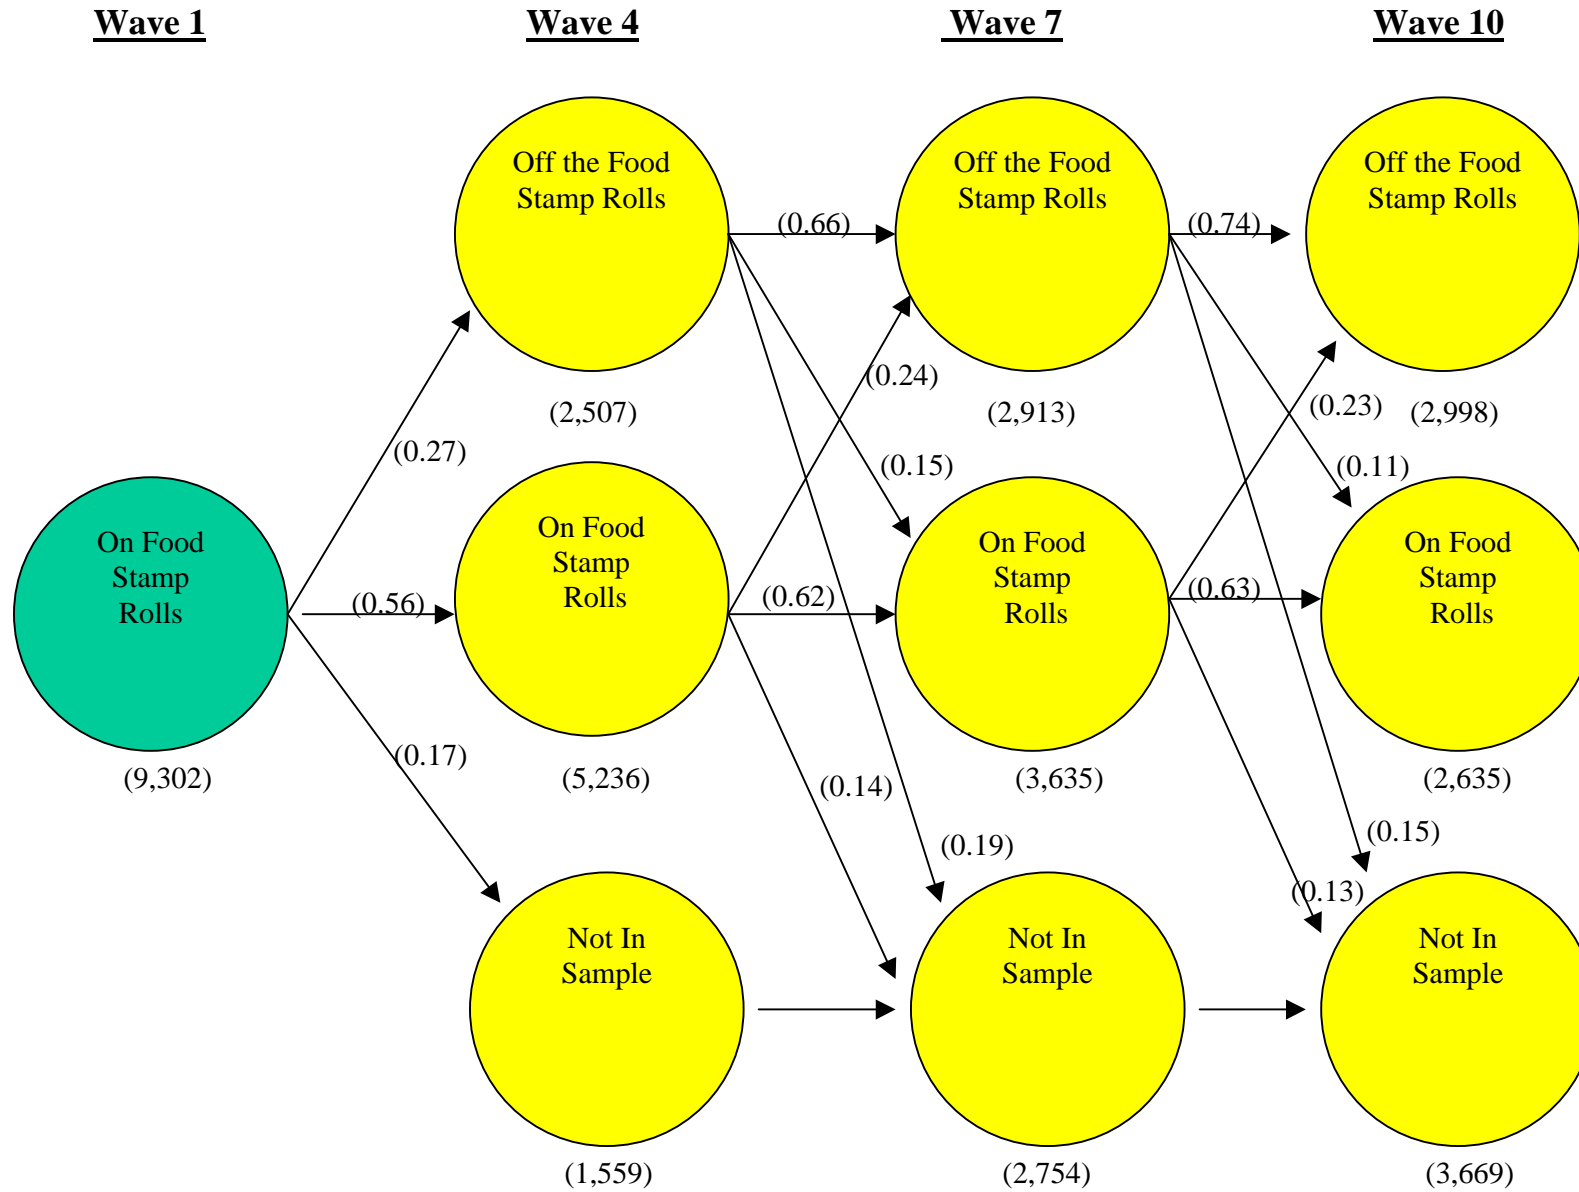 Wave 1
Wave 4
Wave 7
Wave 10
Off the Food
Stamp Rolls
Off the Food
Stamp Rolls
Off the Food
Stamp Rolls
(0.66)
(0.74)
(0.24)
(0.23)
(2,507)
(2,913)
(2,998)
(0.27)
(0.15)
(0.11)
On Food
Stamp
Rolls
On Food
Stamp
Rolls
On Food
Stamp
Rolls
On Food
Stamp
Rolls
(0.56)
(0.62)
(0.63)
(0.17)
(9,302)
(5,236)
(3,635)
(2,635)
(0.14)
(0.19)
(0.15)
(0.13)
Not In
Sample
Not In
Sample
Not In
Sample
(1,559)
(2,754)
(3,669)